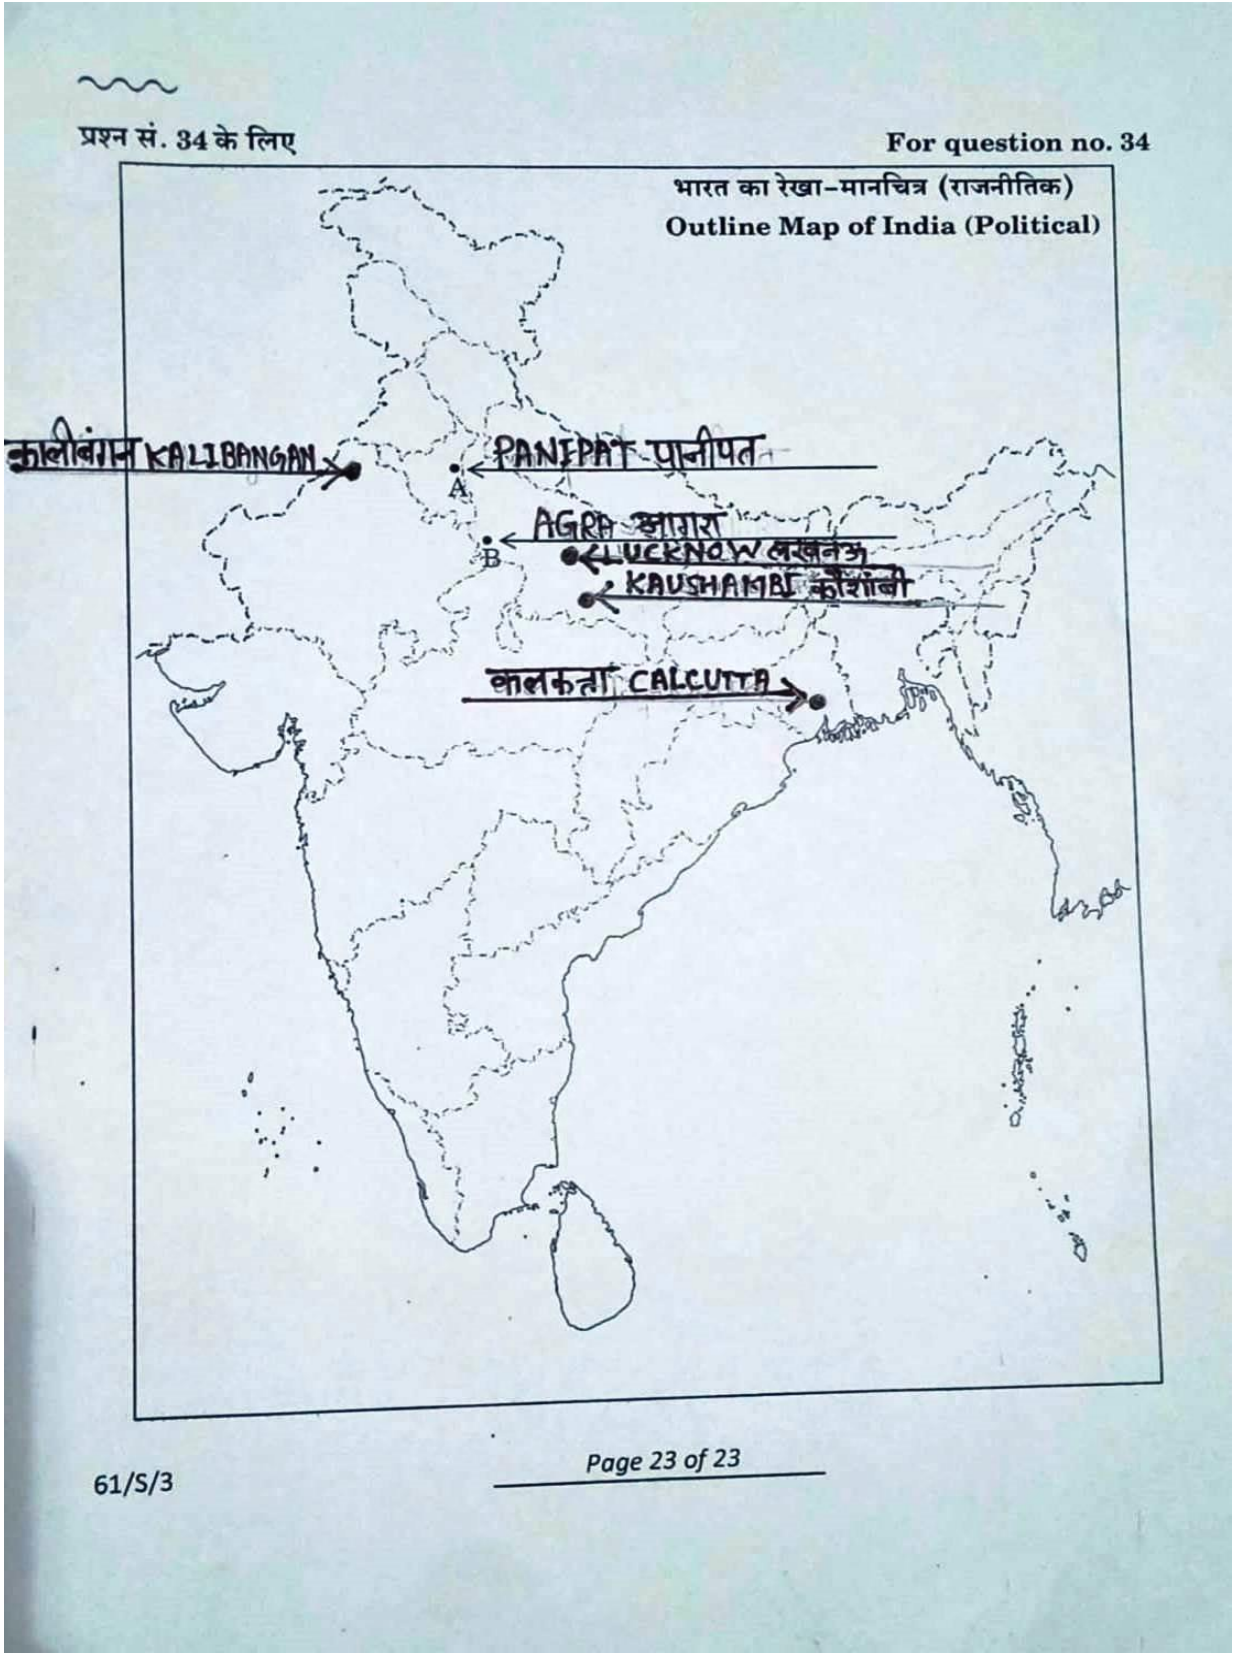 प्रश्न सं. 34 के लिए
For question no. 34
भारत का रेखा-मानचित्र (राजनीतिक)
Outline Map of India (Political)
कालीबंगन KALIBANGAN
PANIPAT पानीपत
A
AGRA आगरा
B
LUCKNOW लखनऊ
KAUSHAMBI कौशांबी
कलकत्ता CALCUTTA
61/S/3
Page 23 of 23